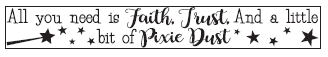 All you need is Faith, Trust, And a little
bit of Pixie Dust